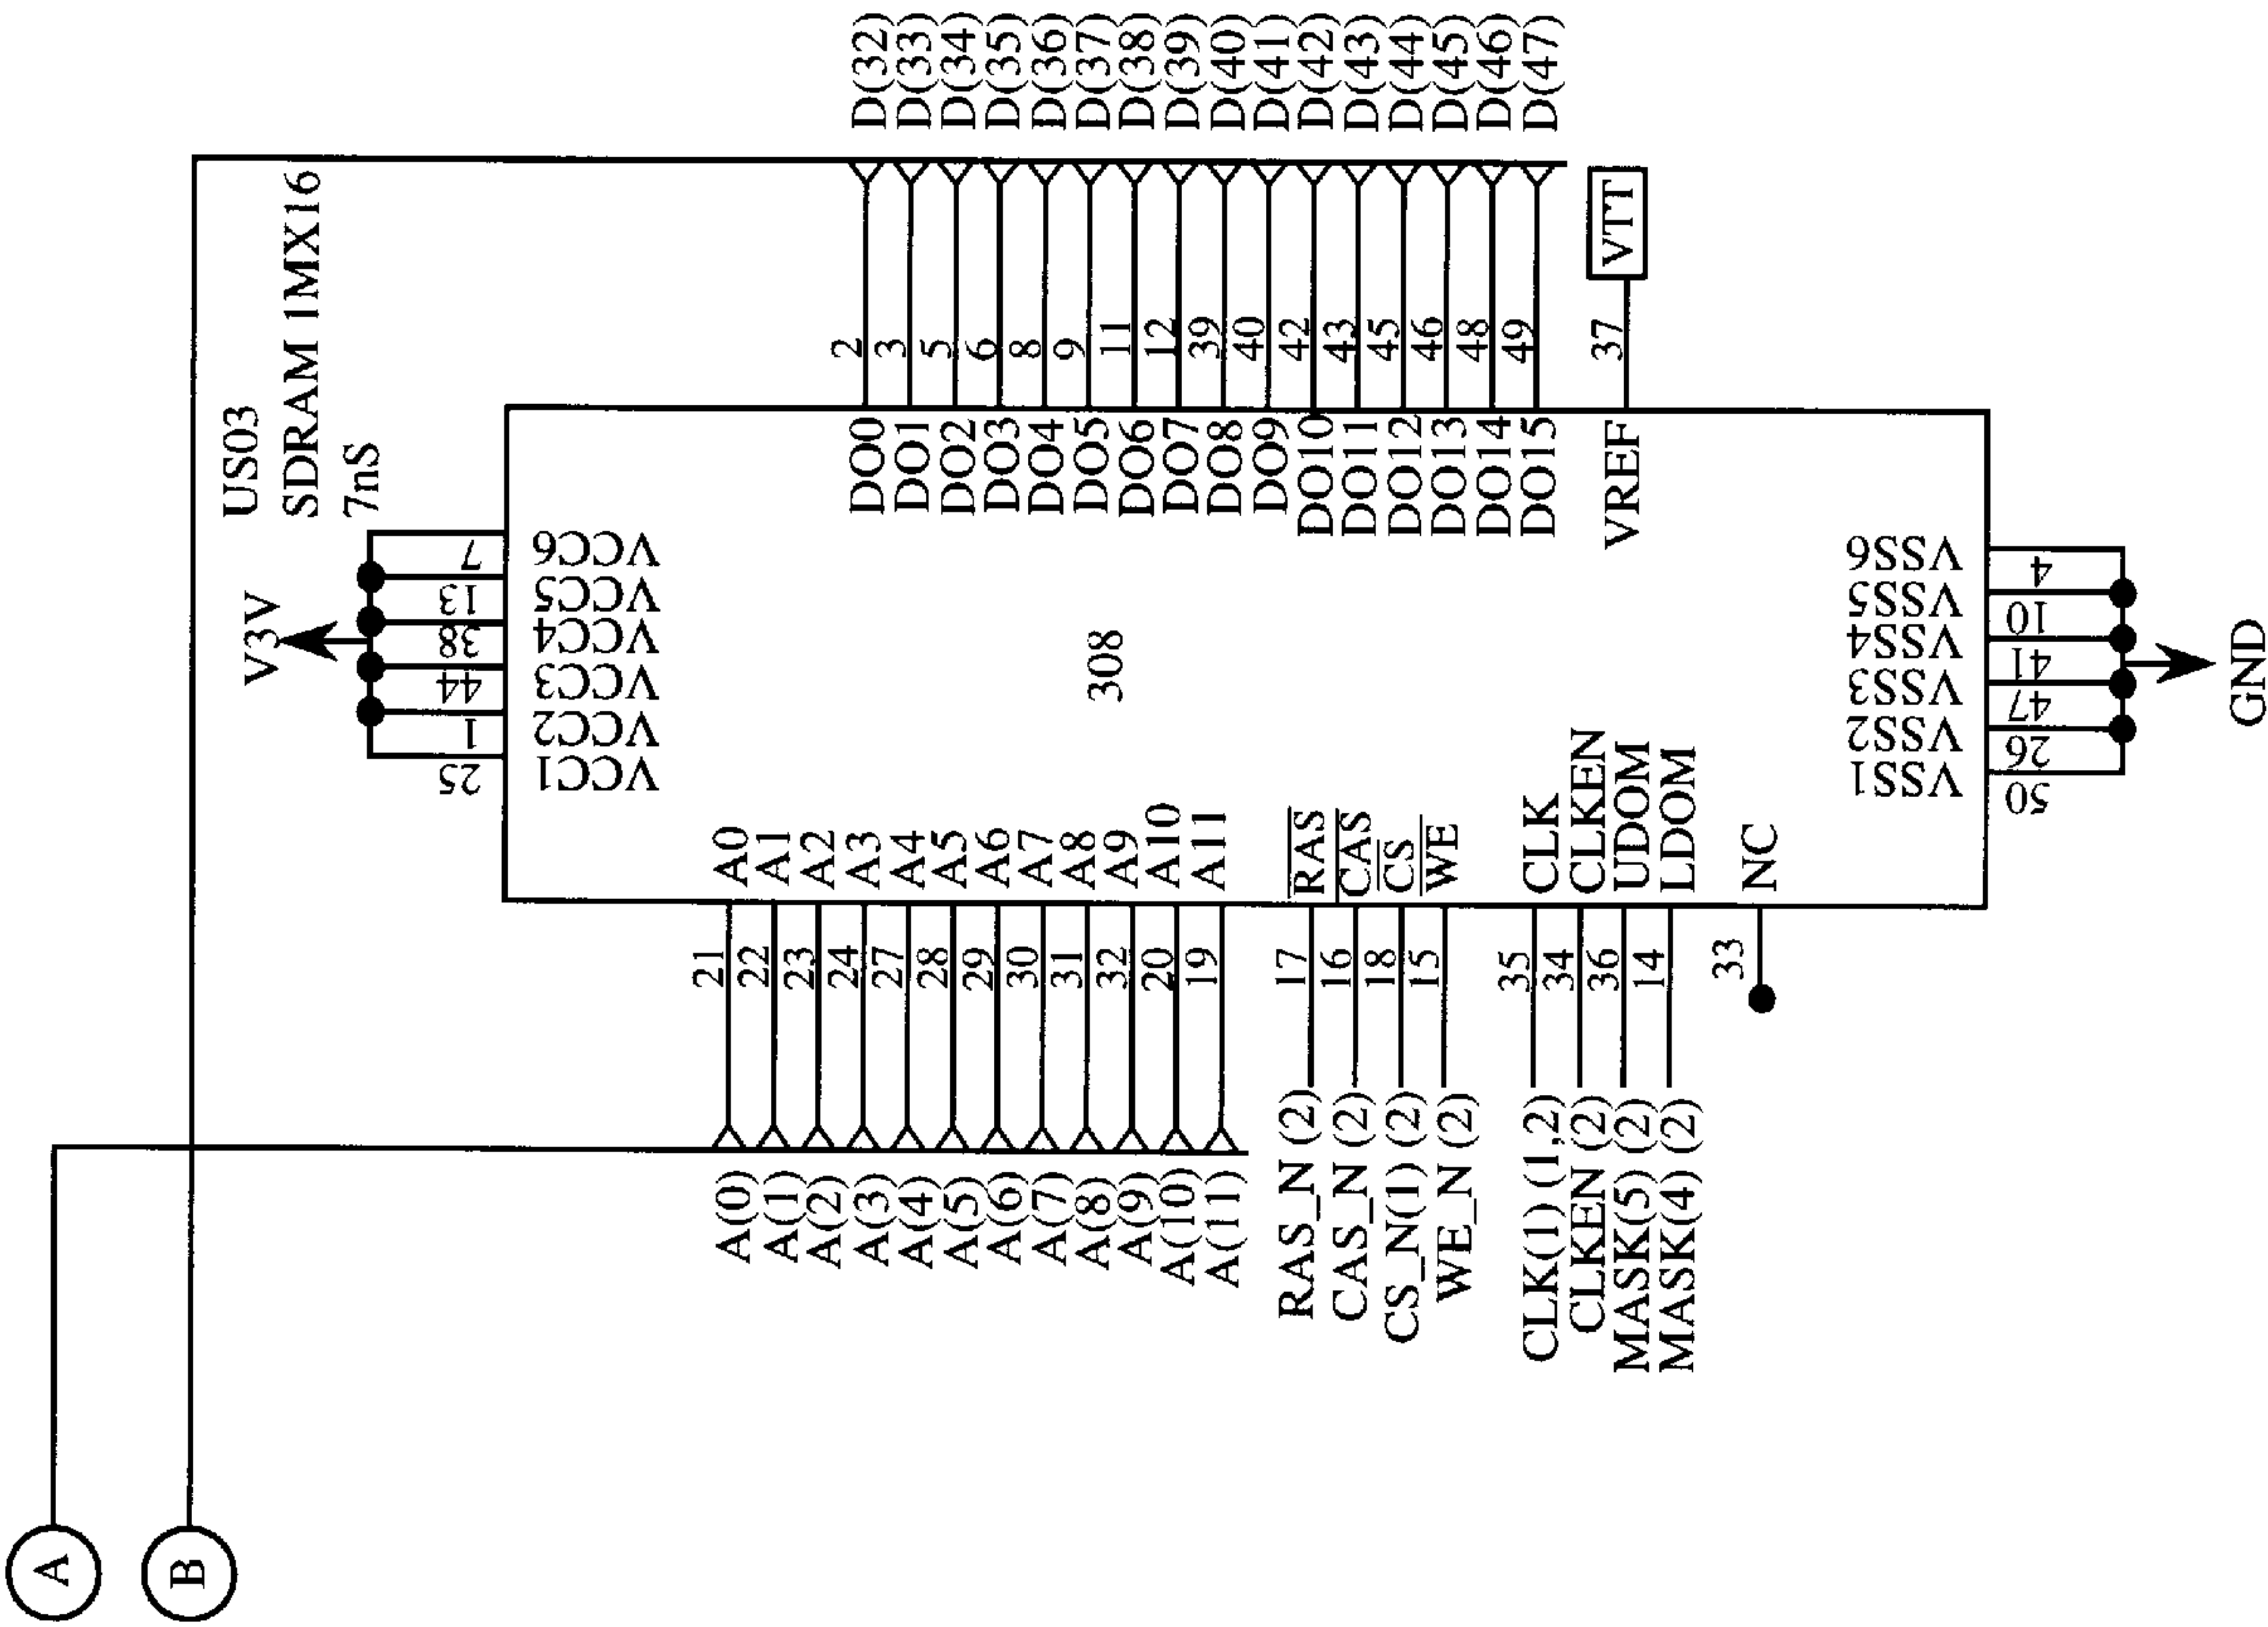 A
B
US03
SDRAM 1MX16
7nS
V3V
25 1 44 38 13 7
VCC1 VCC2 VCC3 VCC4 VCC5 VCC6
308
A(0) 21 A0
A(1) 22 A1
A(2) 23 A2
A(3) 24 A3
A(4) 27 A4
A(5) 28 A5
A(6) 29 A6
A(7) 30 A7
A(8) 31 A8
A(9) 32 A9
A(10) 20 A10
A(11) 19 A11
RAS_N (2) 17 RAS
CAS_N (2) 16 CAS
CS_N(1) (2) 18 CS
WE_N (2) 15 WE
CLK(1) (1,2) 35 CLK
CLKEN (2) 34 CLKEN
MASK(5) (2) 36 UDOM
MASK(4) (2) 14 LDOM
33 NC
DO0 2 D(32)
DO1 3 D(33)
DO2 5 D(34)
DO3 6 D(35)
DO4 8 D(36)
DO5 9 D(37)
DO6 11 D(38)
DO7 12 D(39)
DO8 39 D(40)
DO9 40 D(41)
DO10 42 D(42)
DO11 43 D(43)
DO12 45 D(44)
DO13 46 D(45)
DO14 48 D(46)
DO15 49 D(47)
VREF 37 VTT
VSS1 VSS2 VSS3 VSS4 VSS5 VSS6
50 26 47 41 10 4
GND